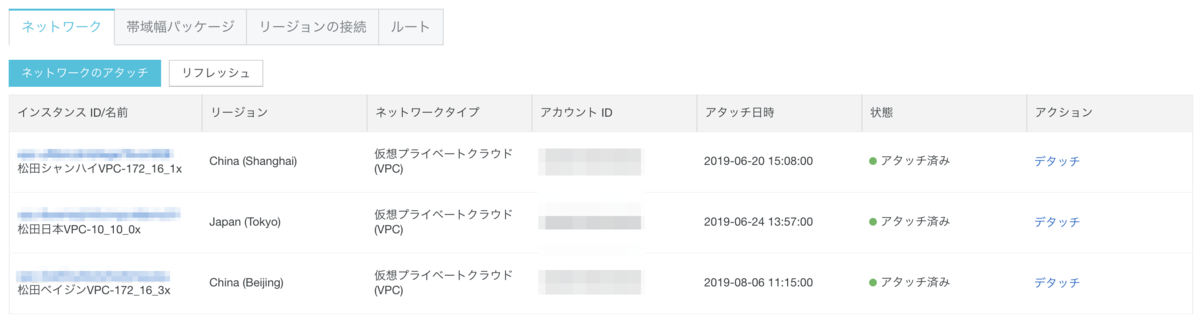 ネットワーク 帯域幅パッケージ リージョンの接続 ルート
ネットワークのアタッチ リフレッシュ
インスタンス ID/名前 リージョン ネットワークタイプ アカウント ID アタッチ日時 状態 アクション
松田シャンハイVPC-172_16_1x China (Shanghai) 仮想プライベートクラウド (VPC) 2019-06-20 15:08:00 アタッチ済み デタッチ
松田日本VPC-10_10_0x Japan (Tokyo) 仮想プライベートクラウド (VPC) 2019-06-24 13:57:00 アタッチ済み デタッチ
松田ベイジンVPC-172_16_3x China (Beijing) 仮想プライベートクラウド (VPC) 2019-08-06 11:15:00 アタッチ済み デタッチ